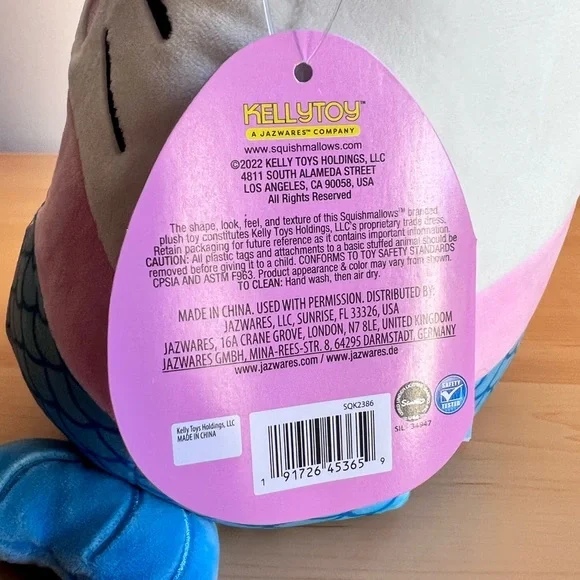 KELLYTOY™
A JAZWARES™ COMPANY
www.squishmallows.com
©2022 KELLY TOYS HOLDINGS, LLC
4811 SOUTH ALAMEDA STREET
LOS ANGELES, CA 90058, USA
All Rights Reserved
The shape, look, feel, and texture of this Squishmallows™ branded
plush toy constitutes Kelly Toys Holdings, LLC's proprietary trade dress.
Retain packaging for future reference as it contains important information.
CAUTION: All plastic tags and attachments to a basic stuffed animal should be
removed before giving it to a child. CONFORMS TO TOY SAFETY STANDARDS
CPSIA AND ASTM F963. Product appearance & color may vary from shown.
TO CLEAN: Hand wash, then air dry.
MADE IN CHINA. USED WITH PERMISSION. DISTRIBUTED BY:
JAZWARES, LLC, SUNRISE, FL 33326, USA
JAZWARES, 16A CRANE GROVE, LONDON, N7 8LE, UNITED KINGDOM
JAZWARES GMBH, MINA-REES-STR. 8, 64295 DARMSTADT, GERMANY
www.jazwares.com / www.jazwares.de
Kelly Toys Holdings, LLC
MADE IN CHINA
SQK2386
1 91726 45365 9
SAFETY
TESTED